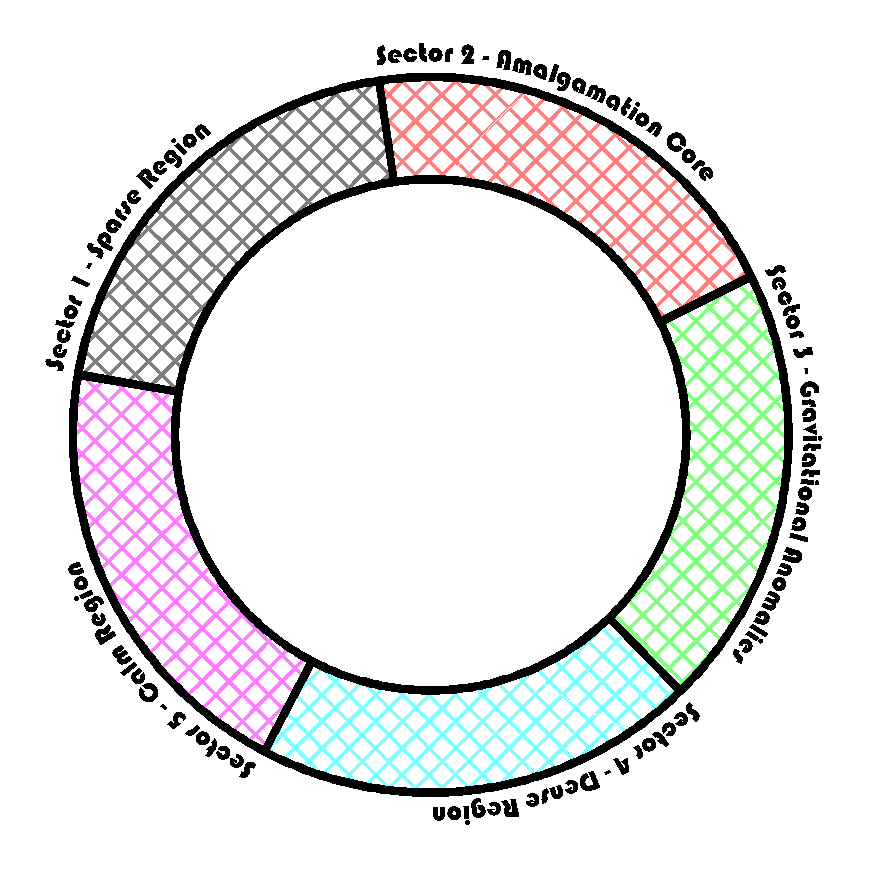 Sector 1 - Sparse Region
Sector 2 - Amalgamation Core
Sector 3 - Gravitational Anomalies
Sector 4 - Dense Region
Sector 5 - Calm Region